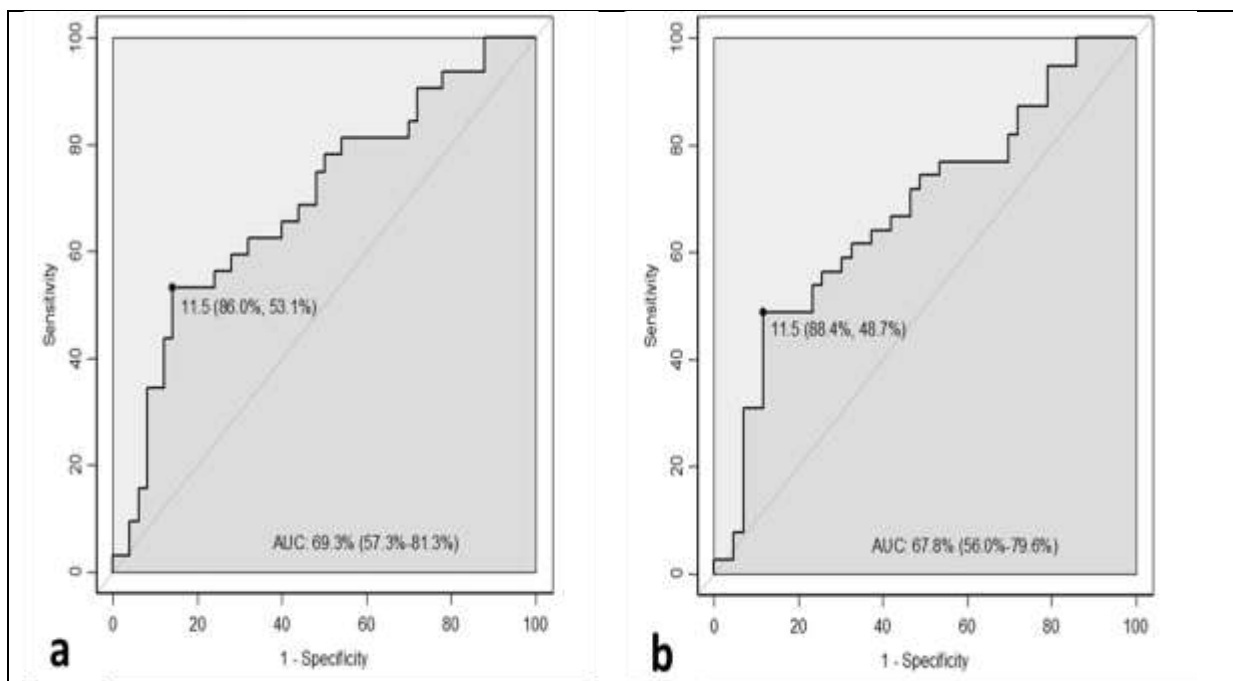 100
80
60
40
20
0
Sensitivity
11.5 (86.0%, 53.1%)
AUC: 69.3% (57.3%-81.3%)
0 20 40 60 80 100
1 - Specificity
a
100
80
60
40
20
0
Sensitivity
11.5 (88.4%, 48.7%)
AUC: 67.8% (56.0%-79.6%)
0 20 40 60 80 100
1 - Specificity
b